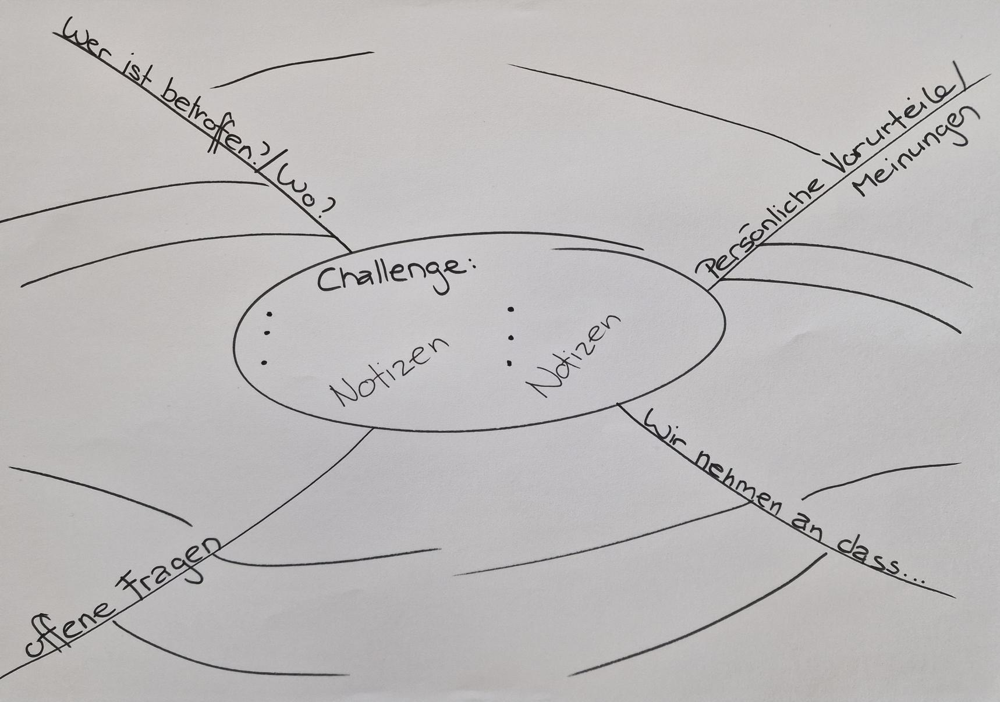 Wer ist betroffen?/Wo?
Persönliche Vorurteile/
Meinungen
Challenge:
Notizen
Notizen
Wir nehmen an dass...
offene Fragen